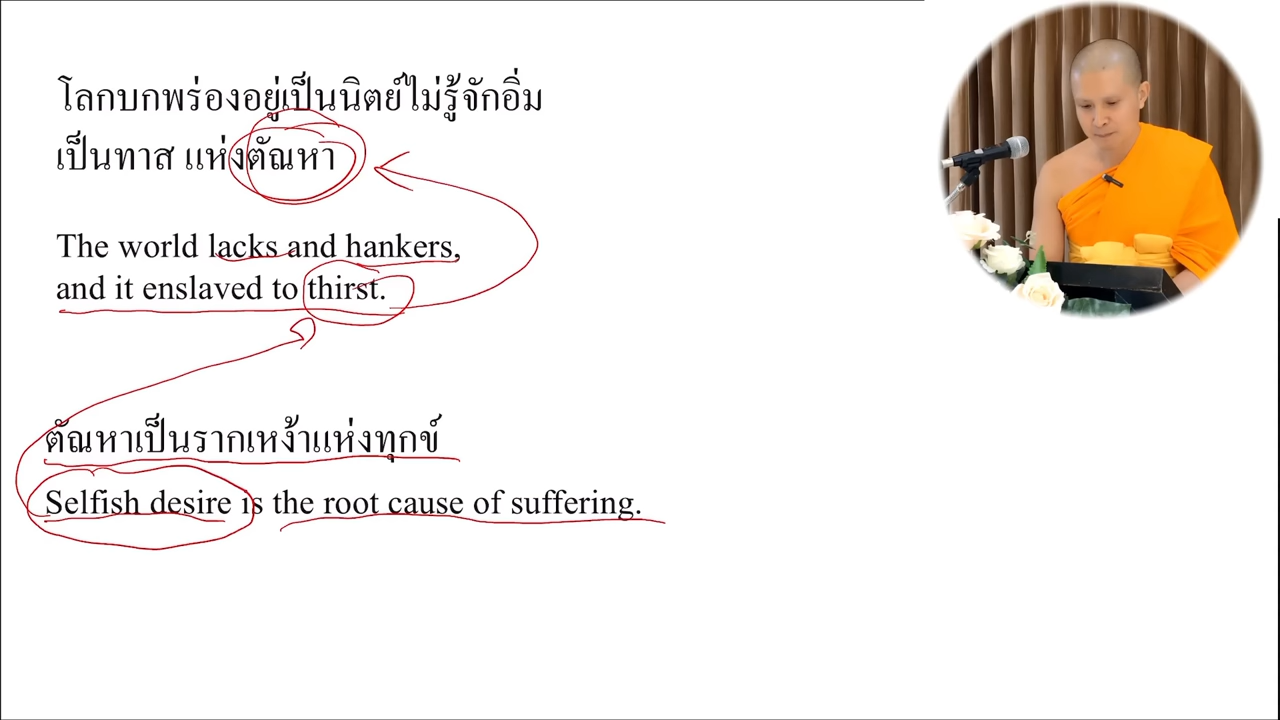 โลกบกพร่องอยู่เป็นนิตย์ไม่รู้จักอิ่ม
เป็นทาส แห่งตัณหา
The world lacks and hankers,
and it enslaved to thirst.
ตัณหาเป็นรากเหง้าแห่งทุกข์
Selfish desire is the root cause of suffering.